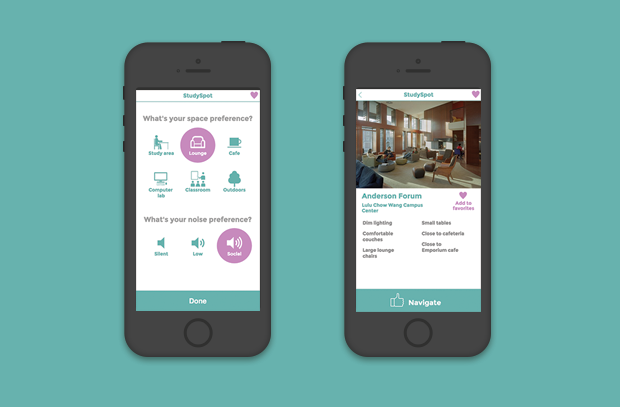 StudySpot
What's your space preference?
Study area
Lounge
Cafe
Computer
lab
Classroom
Outdoors
What's your noise preference?
Silent
Low
Social
Done
StudySpot
Anderson Forum
Lulu Chow Wang Campus
Center
Add to
favorites
Dim lighting
Comfortable
couches
Large lounge
chairs
Small tables
Close to cafeteria
Close to
Emporium cafe
Navigate